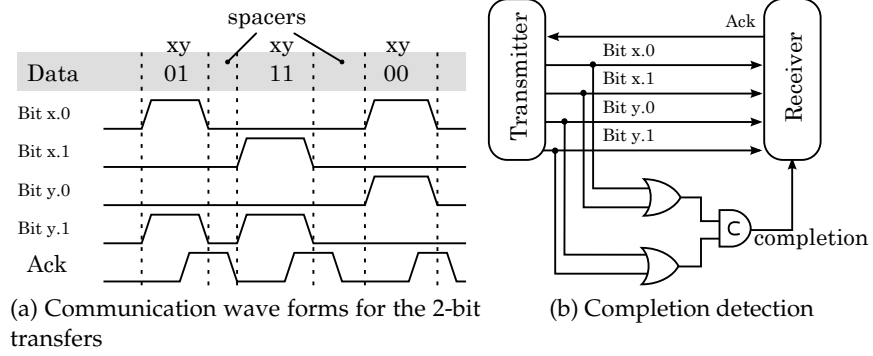 spacers
xy xy xy
Data 01 11 00
Bit x.0
Bit x.1
Bit y.0
Bit y.1
Ack
(a) Communication wave forms for the 2-bit
transfers
Transmitter
Receiver
Ack
Bit x.0
Bit x.1
Bit y.0
Bit y.1
C
completion
(b) Completion detection